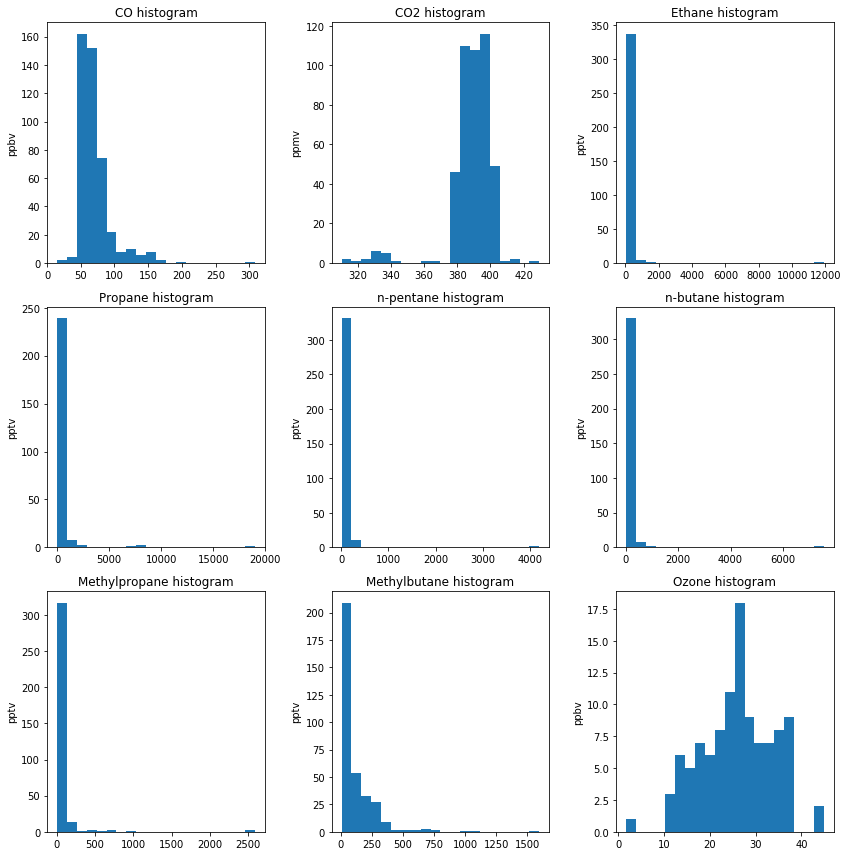 CO histogram
CO2 histogram
Ethane histogram
ppbv
160
140
120
100
80
60
40
20
0
0 50 100 150 200 250 300
ppmv
120
100
80
60
40
20
0
320 340 360 380 400 420
pptv
350
300
250
200
150
100
50
0
0 2000 4000 6000 8000 10000 12000
Propane histogram
n-pentane histogram
n-butane histogram
pptv
250
200
150
100
50
0
0 5000 10000 15000 20000
pptv
300
250
200
150
100
50
0
0 1000 2000 3000 4000
pptv
300
250
200
150
100
50
0
0 2000 4000 6000
Methylpropane histogram
Methylbutane histogram
Ozone histogram
pptv
300
250
200
150
100
50
0
0 500 1000 1500 2000 2500
pptv
200
175
150
125
100
75
50
25
0
0 250 500 750 1000 1250 1500
ppbv
17.5
15.0
12.5
10.0
7.5
5.0
2.5
0.0
0 10 20 30 40